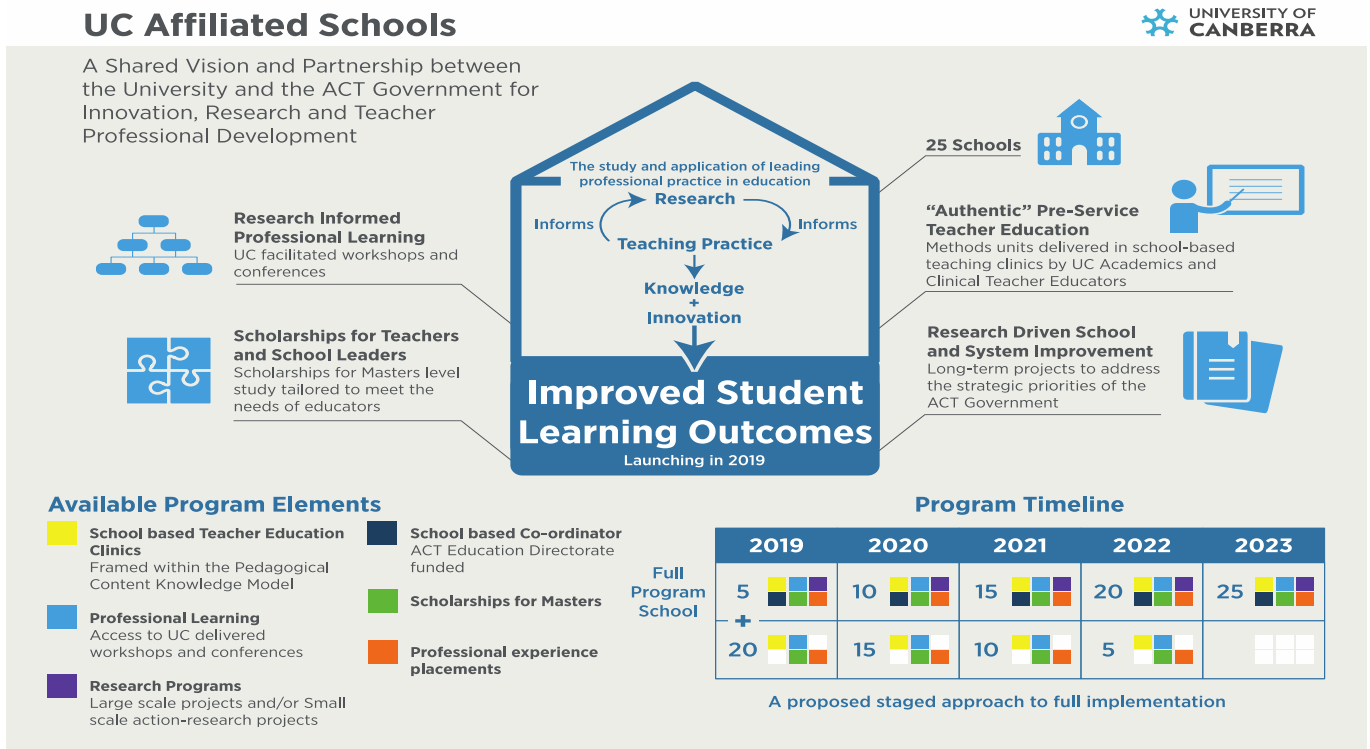 UC Affiliated Schools
UNIVERSITY OF
CANBERRA
A Shared Vision and Partnership between
the University and the ACT Government for
Innovation, Research and Teacher
Professional Development
Research Informed
Professional Learning
UC facilitated workshops and
conferences
Scholarships for Teachers
and School Leaders
Scholarships for Masters level
study tailored to meet the
needs of educators
The study and application of leading
professional practice in education
Research
Informs
Informs
Teaching Practice
Knowledge
+
Innovation
Improved Student
Learning Outcomes
Launching in 2019
25 Schools
“Authentic” Pre-Service
Teacher Education
Methods units delivered in school-based
teaching clinics by UC Academics and
Clinical Teacher Educators
Research Driven School
and System Improvement
Long-term projects to address
the strategic priorities of the
ACT Government
Available Program Elements
School based Teacher Education
Clinics
Framed within the Pedagogical
Content Knowledge Model
Professional Learning
Access to UC delivered
workshops and conferences
Research Programs
Large scale projects and/or Small
scale action-research projects
School based Co-ordinator
ACT Education Directorate
funded
Scholarships for Masters
Professional experience
placements
Program Timeline
2019 2020 2021 2022 2023
Full
Program
School
5 10 15 20 25
+
20 15 10 5
A proposed staged approach to full implementation